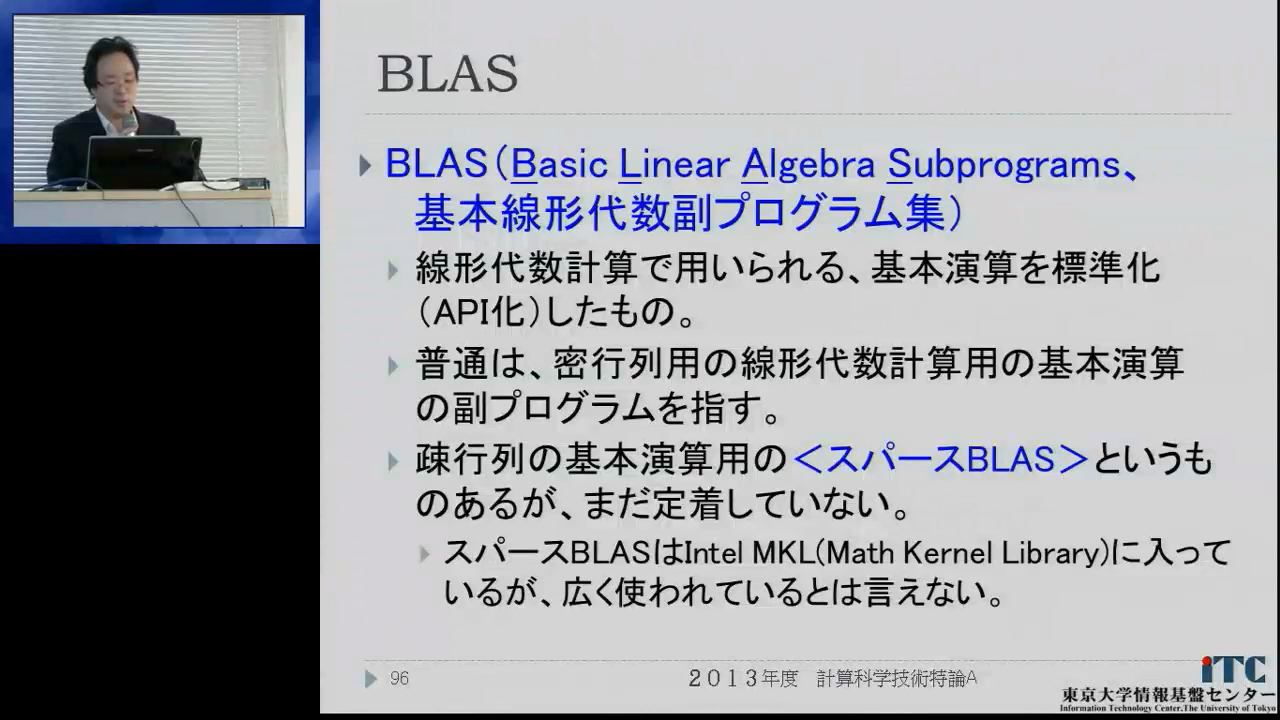 BLAS
BLAS(Basic Linear Algebra Subprograms、
基本線形代数副プログラム集)
線形代数計算で用いられる、基本演算を標準化
(API化)したもの。
普通は、密行列用の線形代数計算用の基本演算
の副プログラムを指す。
疎行列の基本演算用の<スパースBLAS>というも
のあるが、まだ定着していない。
スパースBLASはIntel MKL(Math Kernel Library)に入って
いるが、広く使われているとは言えない。
96
2013年度 計算科学技術特論A
iTC
東京大学情報基盤センター
Information Technology Center,The University of Tokyo